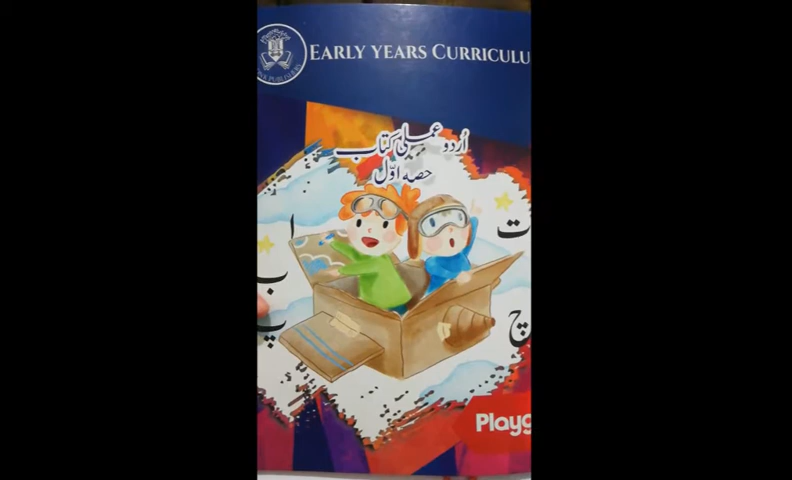 EARLY YEARS CURRICULU
اُردو عملی کتاب
حصہ اوّل
ا
ت
ب
پ
چ
Playg